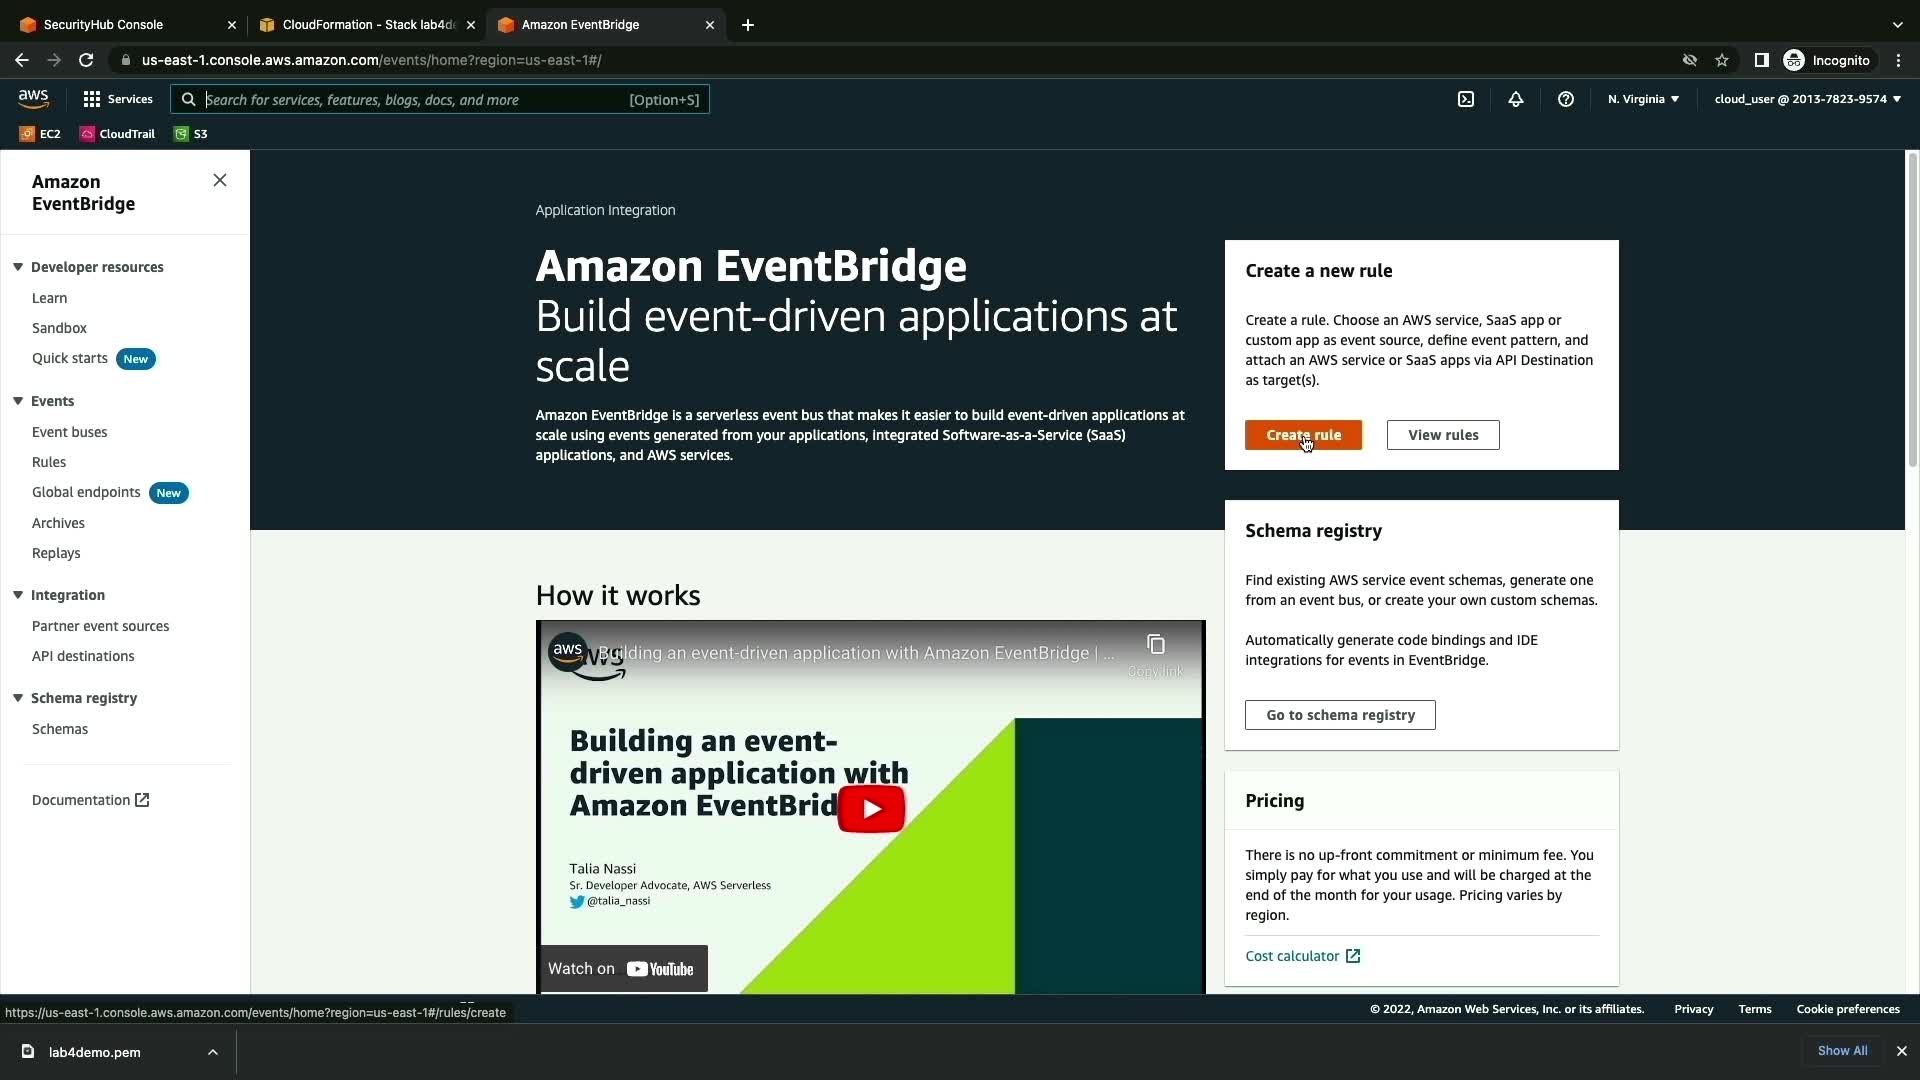 SecurityHub Console
CloudFormation - Stack lab4de
Amazon EventBridge
us-east-1.console.aws.amazon.com/events/home?region=us-east-1#/
Incognito
aws
Services
Search for services, features, blogs, docs, and more
[Option+S]
N. Virginia
cloud_user @ 2013-7823-9574
EC2
CloudTrail
S3
Amazon
EventBridge
Developer resources
Learn
Sandbox
Quick starts New
Events
Event buses
Rules
Global endpoints New
Archives
Replays
Integration
Partner event sources
API destinations
Schema registry
Schemas
Documentation
Application Integration
Amazon EventBridge
Build event-driven applications at
scale
Amazon EventBridge is a serverless event bus that makes it easier to build event-driven applications at
scale using events generated from your applications, integrated Software-as-a-Service (SaaS)
applications, and AWS services.
How it works
aws
Building an event-driven application with Amazon EventBridge | ...
Copy link
Building an event-
driven application with
Amazon EventBrid
Talia Nassi
Sr. Developer Advocate, AWS Serverless
@talia_nassi
Watch on YouTube
Create a new rule
Create a rule. Choose an AWS service, SaaS app or
custom app as event source, define event pattern, and
attach an AWS service or SaaS apps via API Destination
as target(s).
Create rule
View rules
Schema registry
Find existing AWS service event schemas, generate one
from an event bus, or create your own custom schemas.
Automatically generate code bindings and IDE
integrations for events in EventBridge.
Go to schema registry
Pricing
There is no up-front commitment or minimum fee. You
simply pay for what you use and will be charged at the
end of the month for your usage. Pricing varies by
region.
Cost calculator
https://us-east-1.console.aws.amazon.com/events/home?region=us-east-1#/rules/create
© 2022, Amazon Web Services, Inc. or its affiliates.
Privacy
Terms
Cookie preferences
lab4demo.pem
Show All